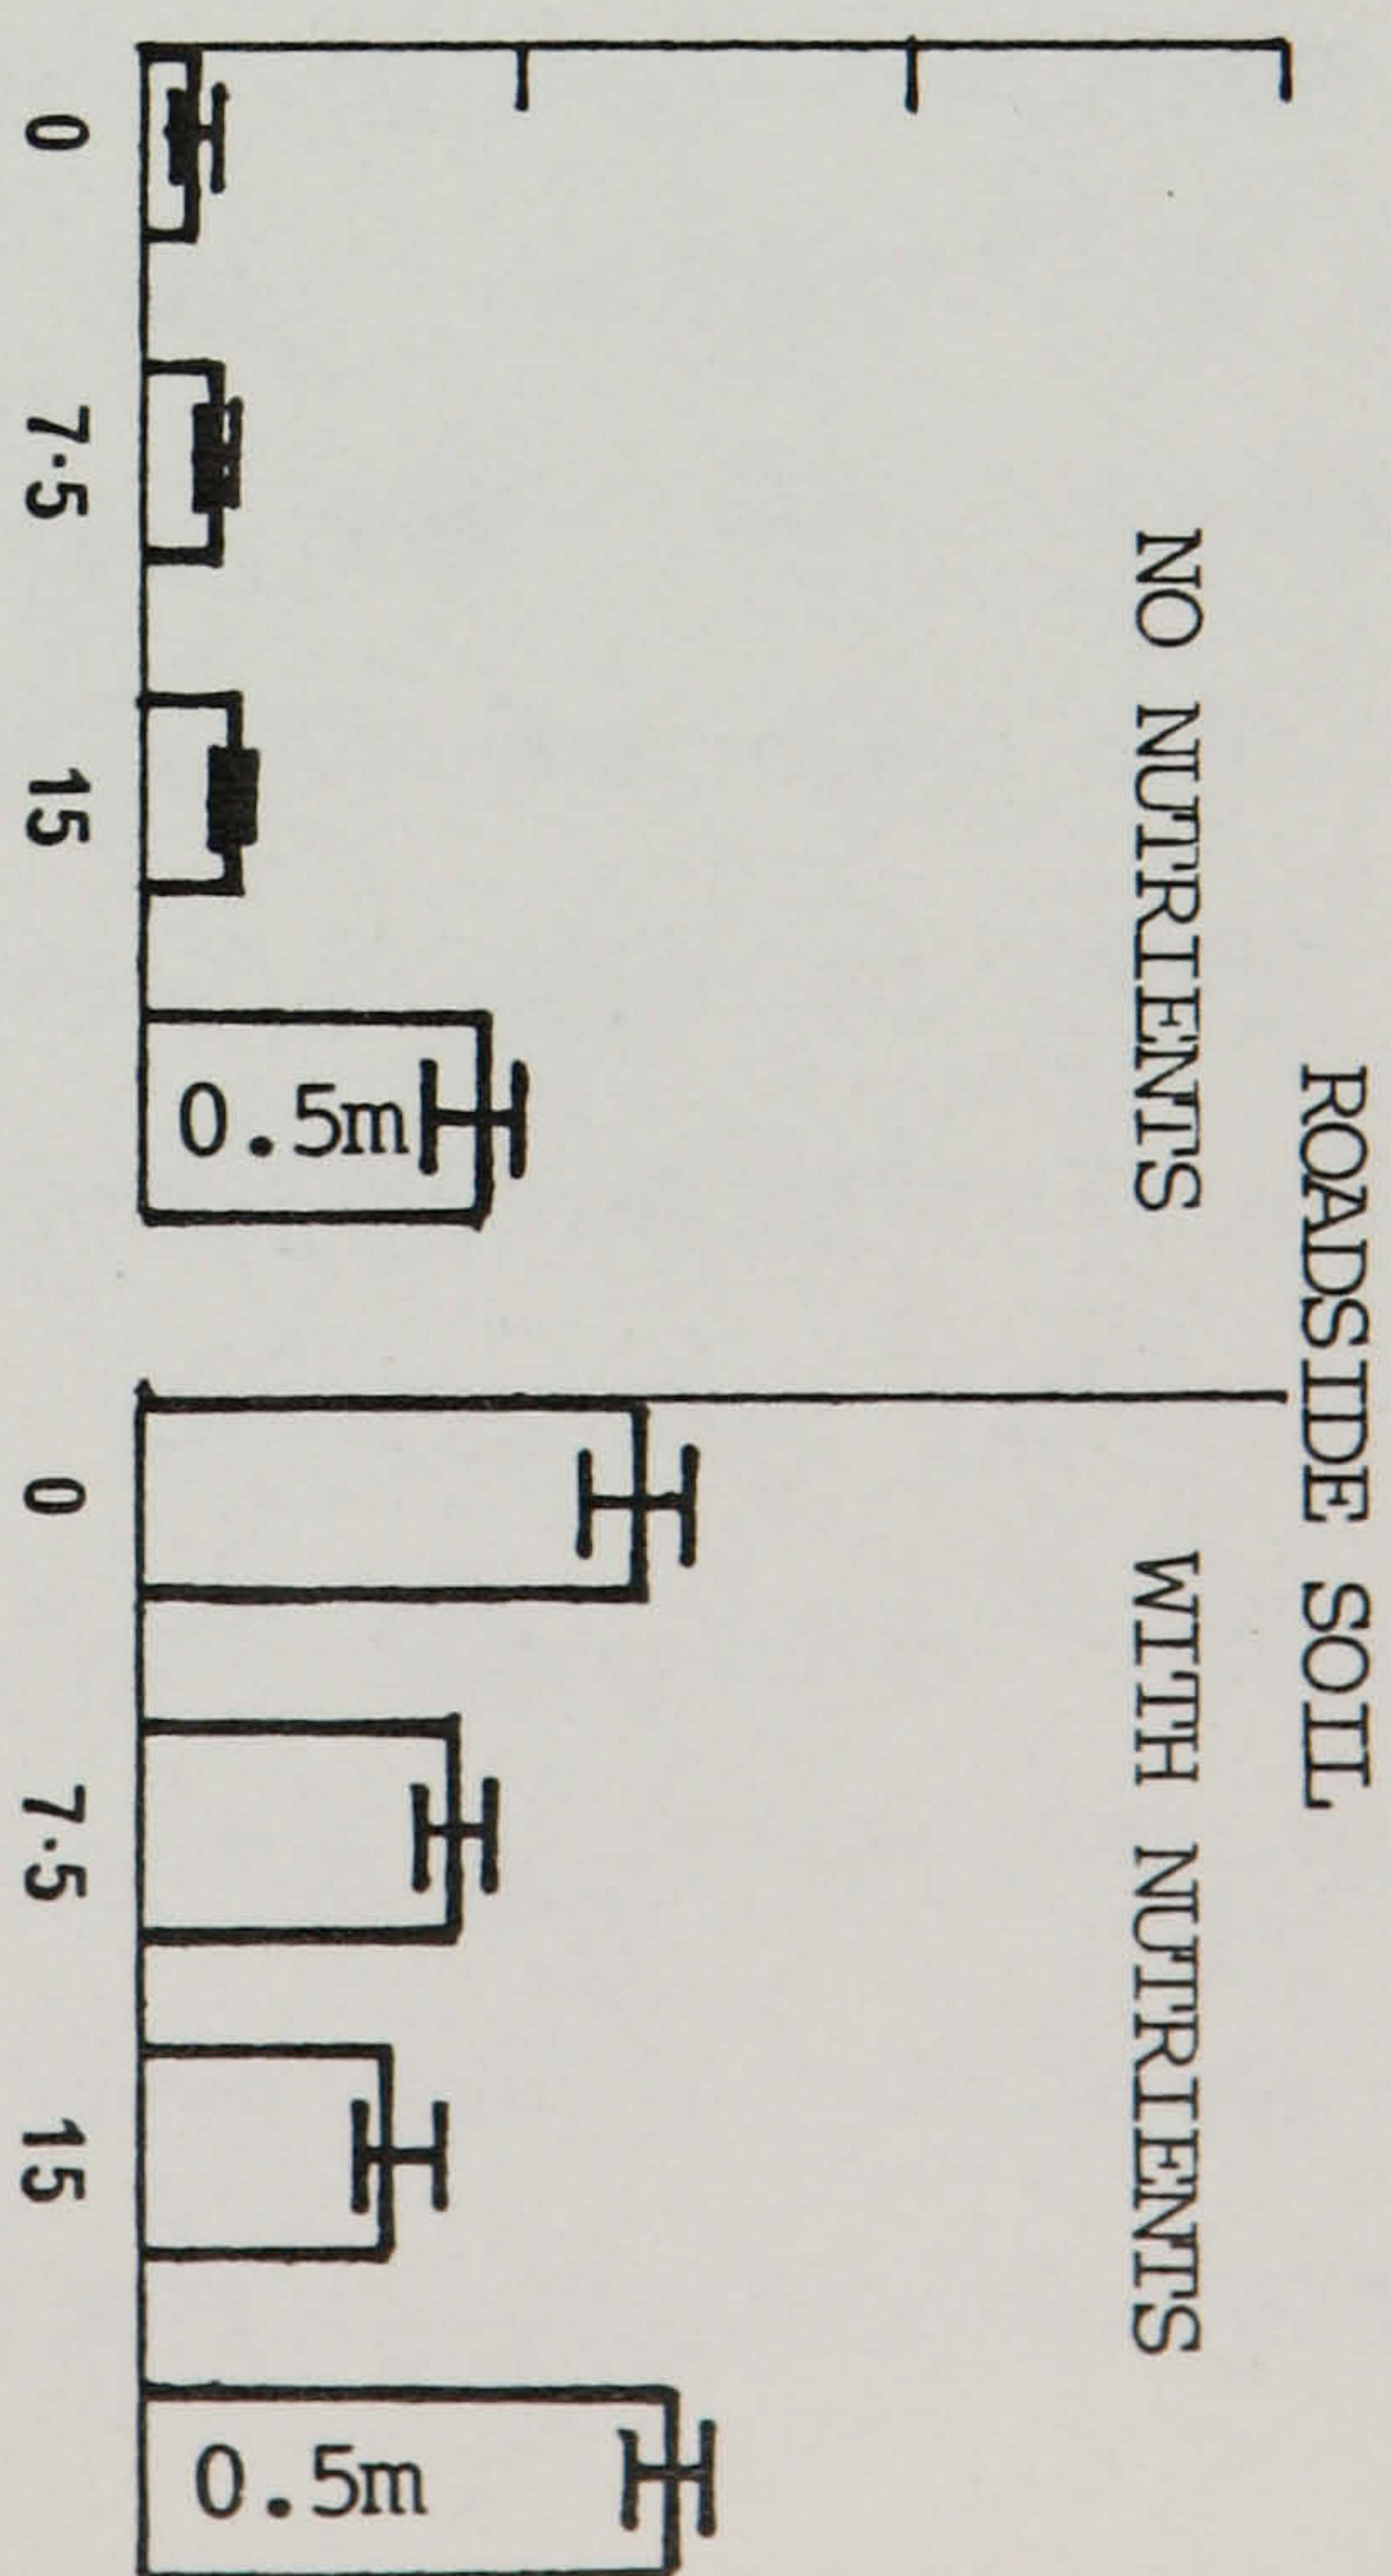 ROADSIDE SOIL
NO NUTRIENTS
WITH NUTRIENTS
0.5m
0.5m
0 7·5 15 0 7·5 15